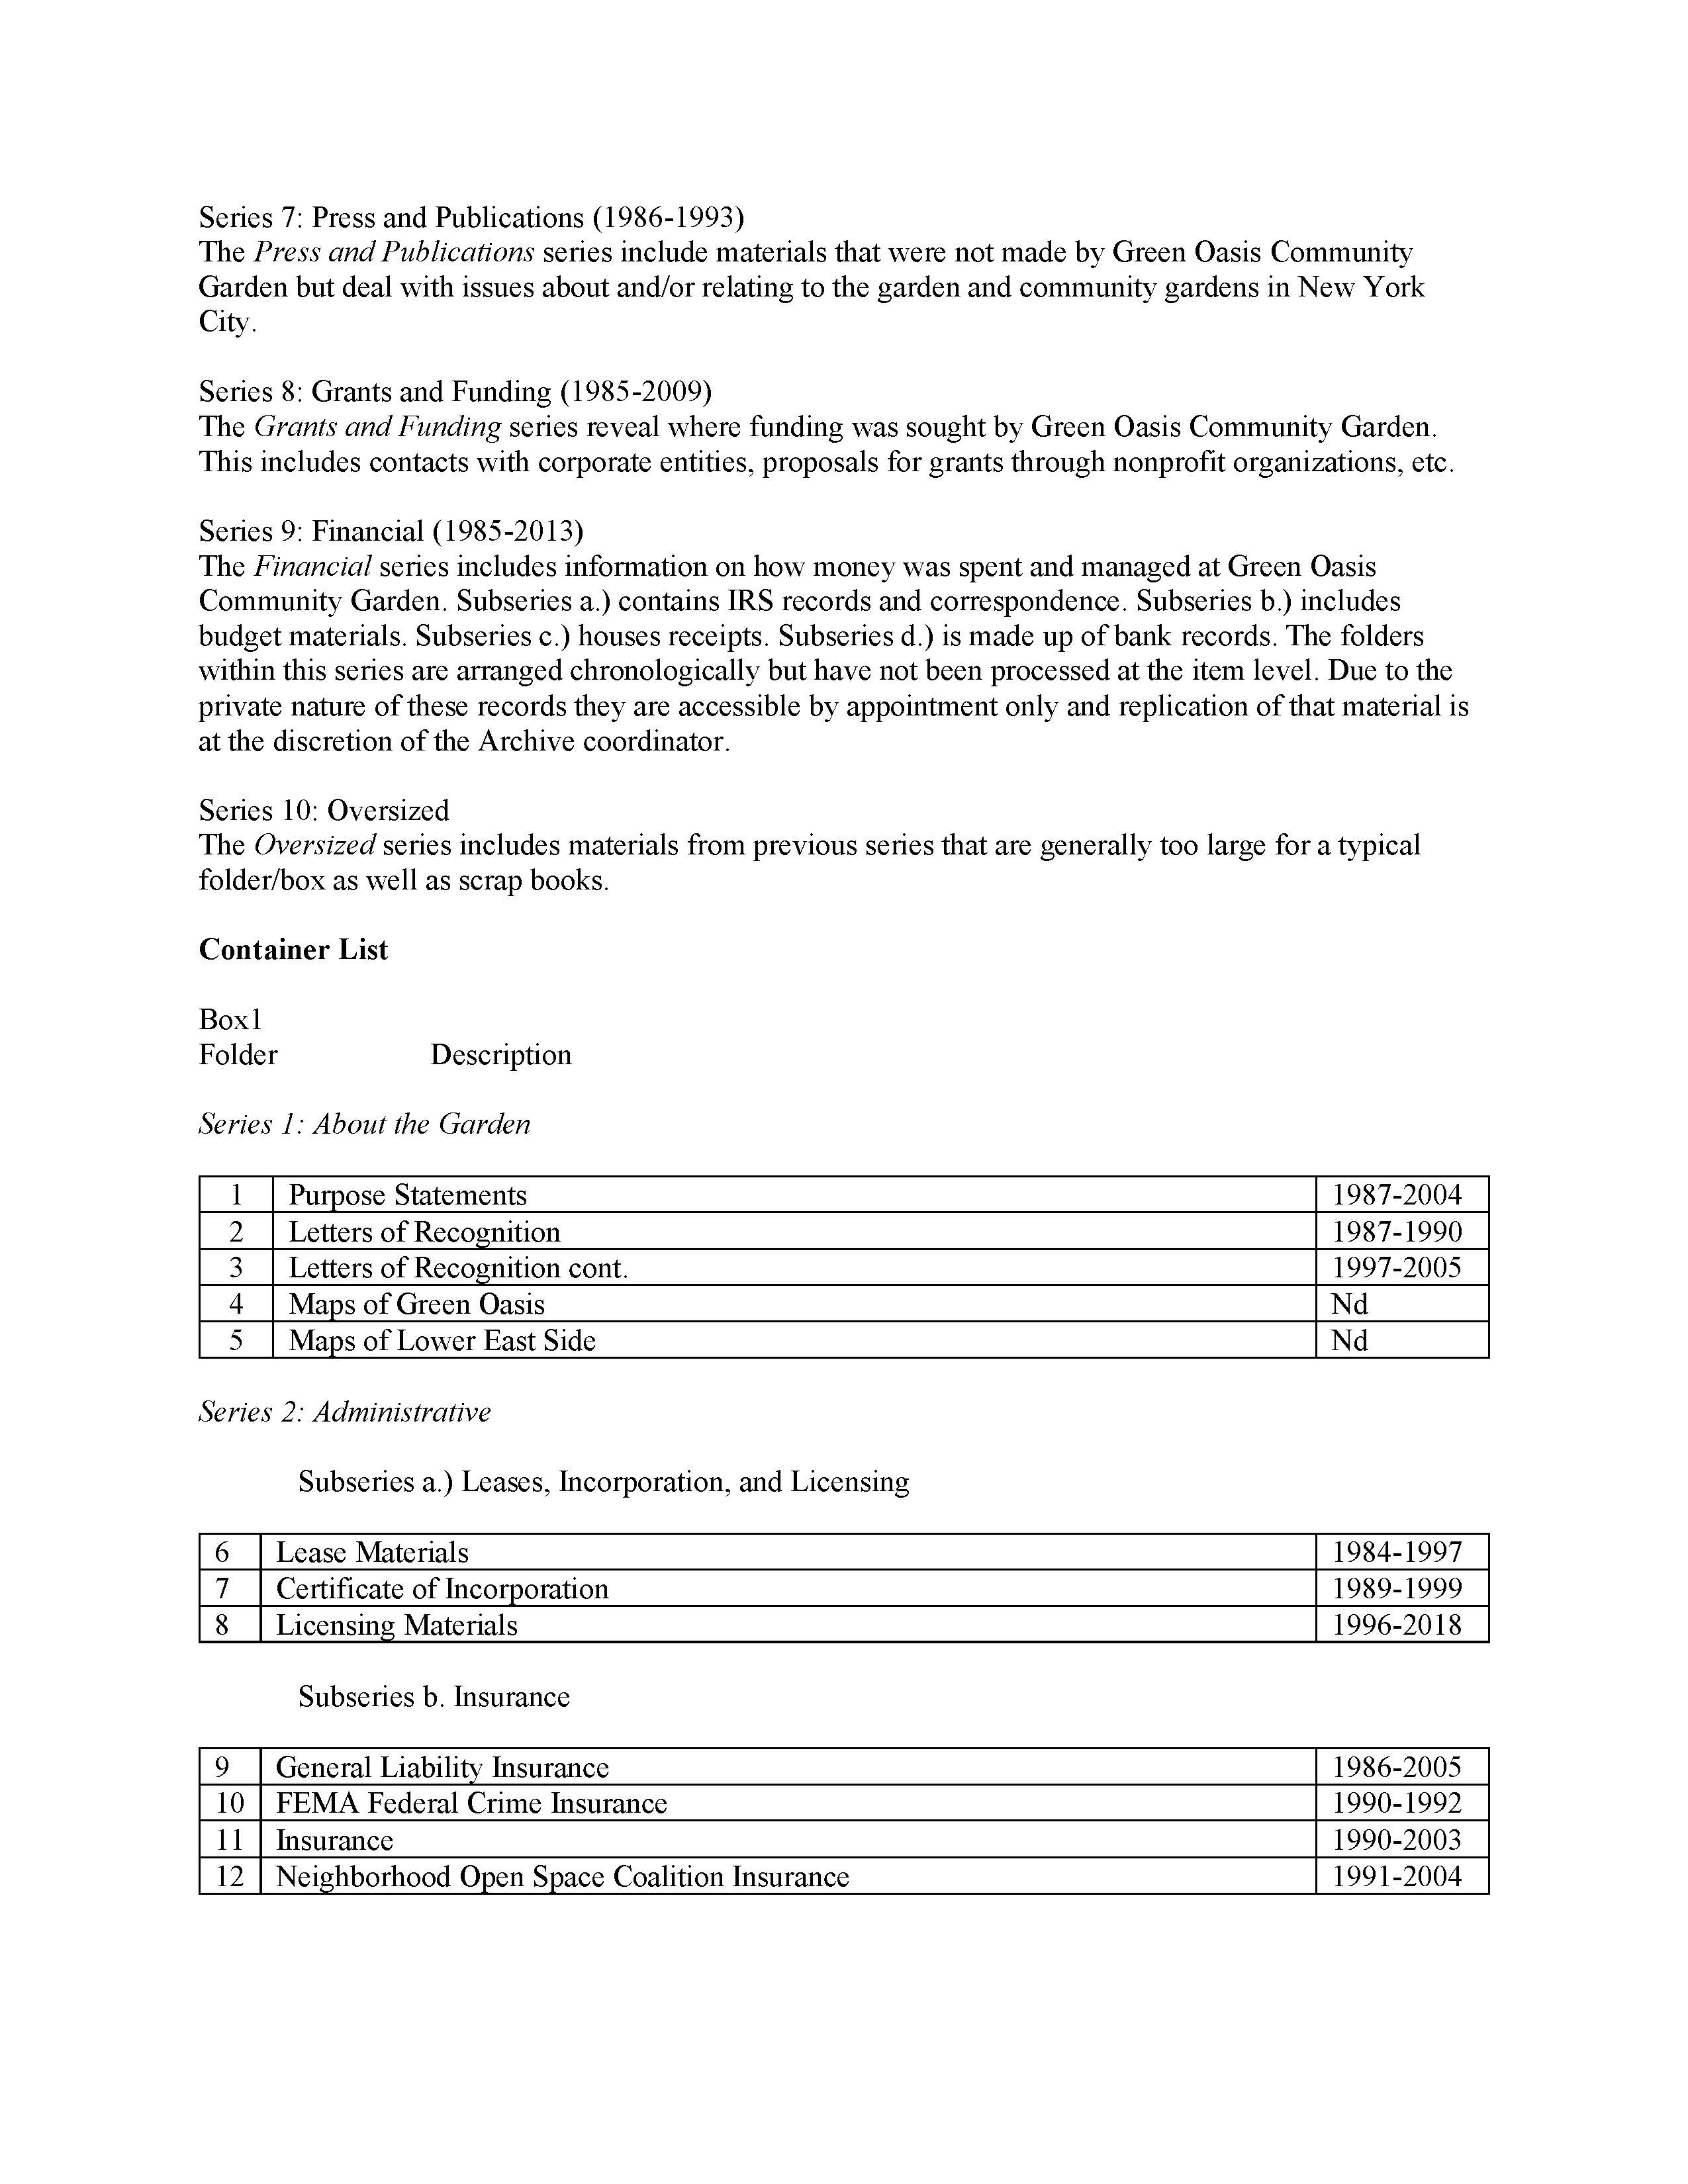 Series 7: Press and Publications (1986-1993)
The Press and Publications series include materials that were not made by Green Oasis Community
Garden but deal with issues about and/or relating to the garden and community gardens in New York
City.
Series 8: Grants and Funding (1985-2009)
The Grants and Funding series reveal where funding was sought by Green Oasis Community Garden.
This includes contacts with corporate entities, proposals for grants through nonprofit organizations, etc.
Series 9: Financial (1985-2013)
The Financial series includes information on how money was spent and managed at Green Oasis
Community Garden. Subseries a.) contains IRS records and correspondence. Subseries b.) includes
budget materials. Subseries c.) houses receipts. Subseries d.) is made up of bank records. The folders
within this series are arranged chronologically but have not been processed at the item level. Due to the
private nature of these records they are accessible by appointment only and replication of that material is
at the discretion of the Archive coordinator.
Series 10: Oversized
The Oversized series includes materials from previous series that are generally too large for a typical
folder/box as well as scrap books.
Container List
Box1
Folder Description
Series 1: About the Garden
1 Purpose Statements 1987-2004
2 Letters of Recognition 1987-1990
3 Letters of Recognition cont. 1997-2005
4 Maps of Green Oasis Nd
5 Maps of Lower East Side Nd
Series 2: Administrative
Subseries a.) Leases, Incorporation, and Licensing
6 Lease Materials 1984-1997
7 Certificate of Incorporation 1989-1999
8 Licensing Materials 1996-2018
Subseries b. Insurance
9 General Liability Insurance 1986-2005
10 FEMA Federal Crime Insurance 1990-1992
11 Insurance 1990-2003
12 Neighborhood Open Space Coalition Insurance 1991-2004